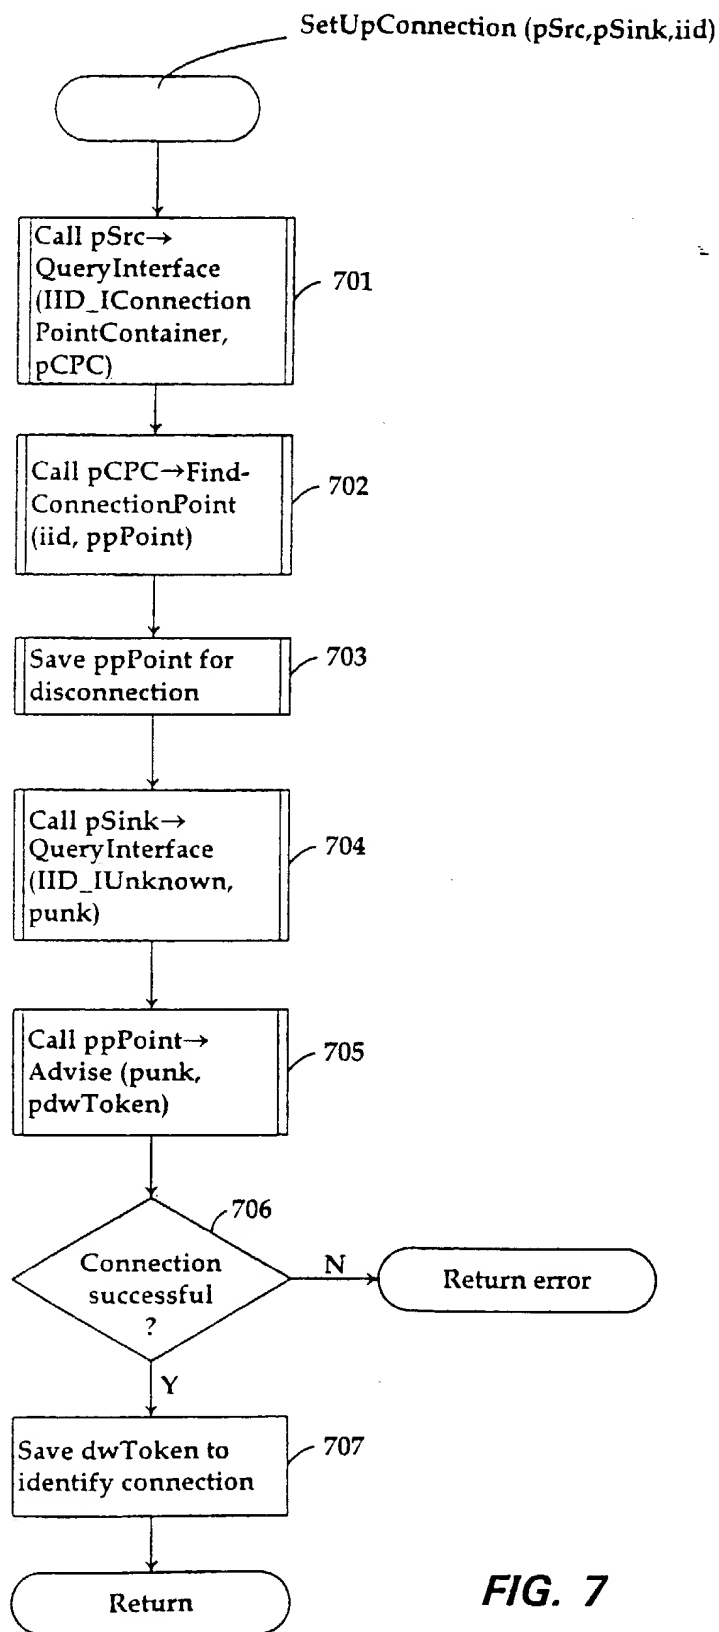 SetUpConnection (pSrc,pSink,iid)
Call pSrc→
QueryInterface
(IID_IConnection
PointContainer,
pCPC)
701
Call pCPC→Find-
ConnectionPoint
(iid, ppPoint)
702
Save ppPoint for
disconnection
703
Call pSink→
QueryInterface
(IID_IUnknown,
punk)
704
Call ppPoint→
Advise (punk,
pdwToken)
705
706
Connection
successful
?
N
Return error
Y
Save dwToken to
identify connection
707
Return
FIG. 7